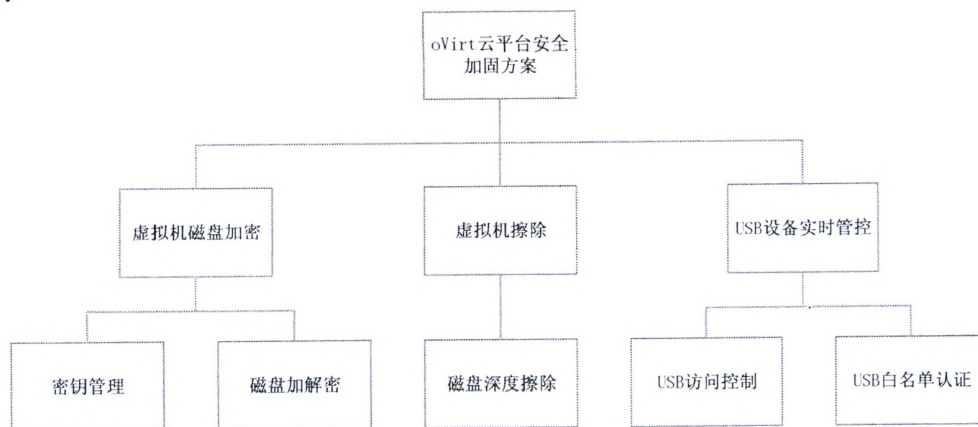 oVirt云平台安全
加固方案
虚拟机磁盘加密
虚拟机擦除
USB设备实时管控
密钥管理
磁盘加解密
磁盘深度擦除
USB访问控制
USB白名单认证